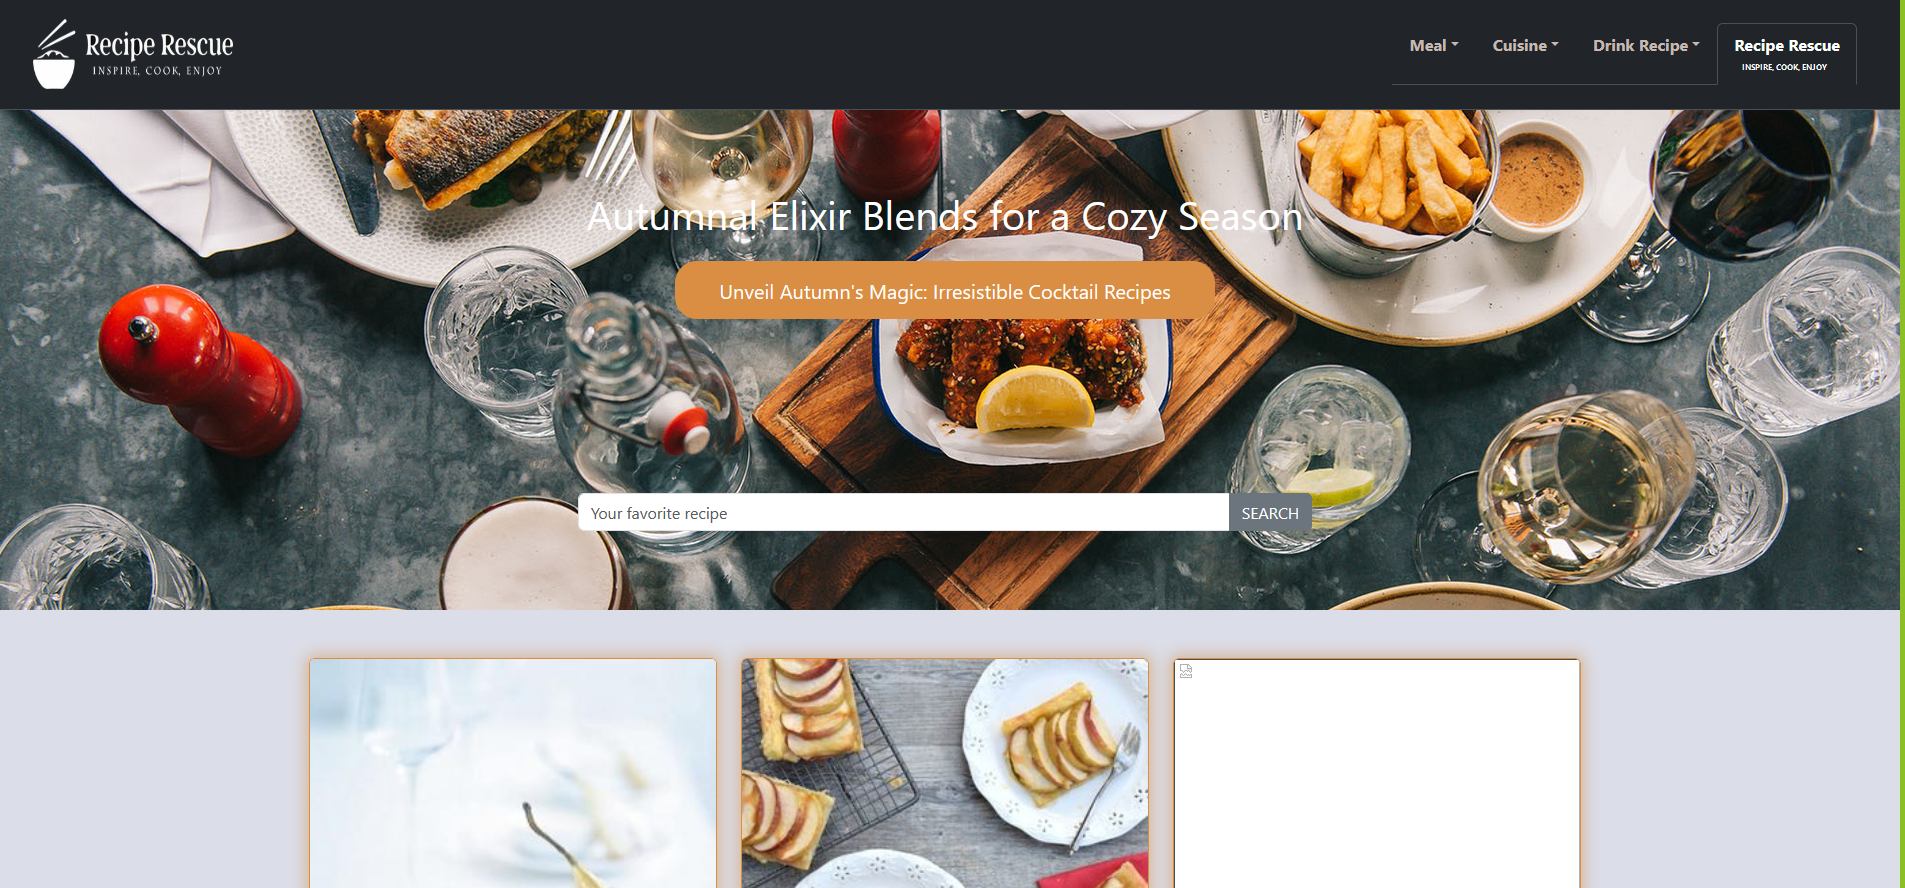 Recipe Rescue
INSPIRE, COOK, ENJOY
Meal
Cuisine
Drink Recipe
Recipe Rescue
INSPIRE, COOK, ENJOY
Autumnal Elixir Blends for a Cozy Season
Unveil Autumn's Magic: Irresistible Cocktail Recipes
Your favorite recipe
SEARCH